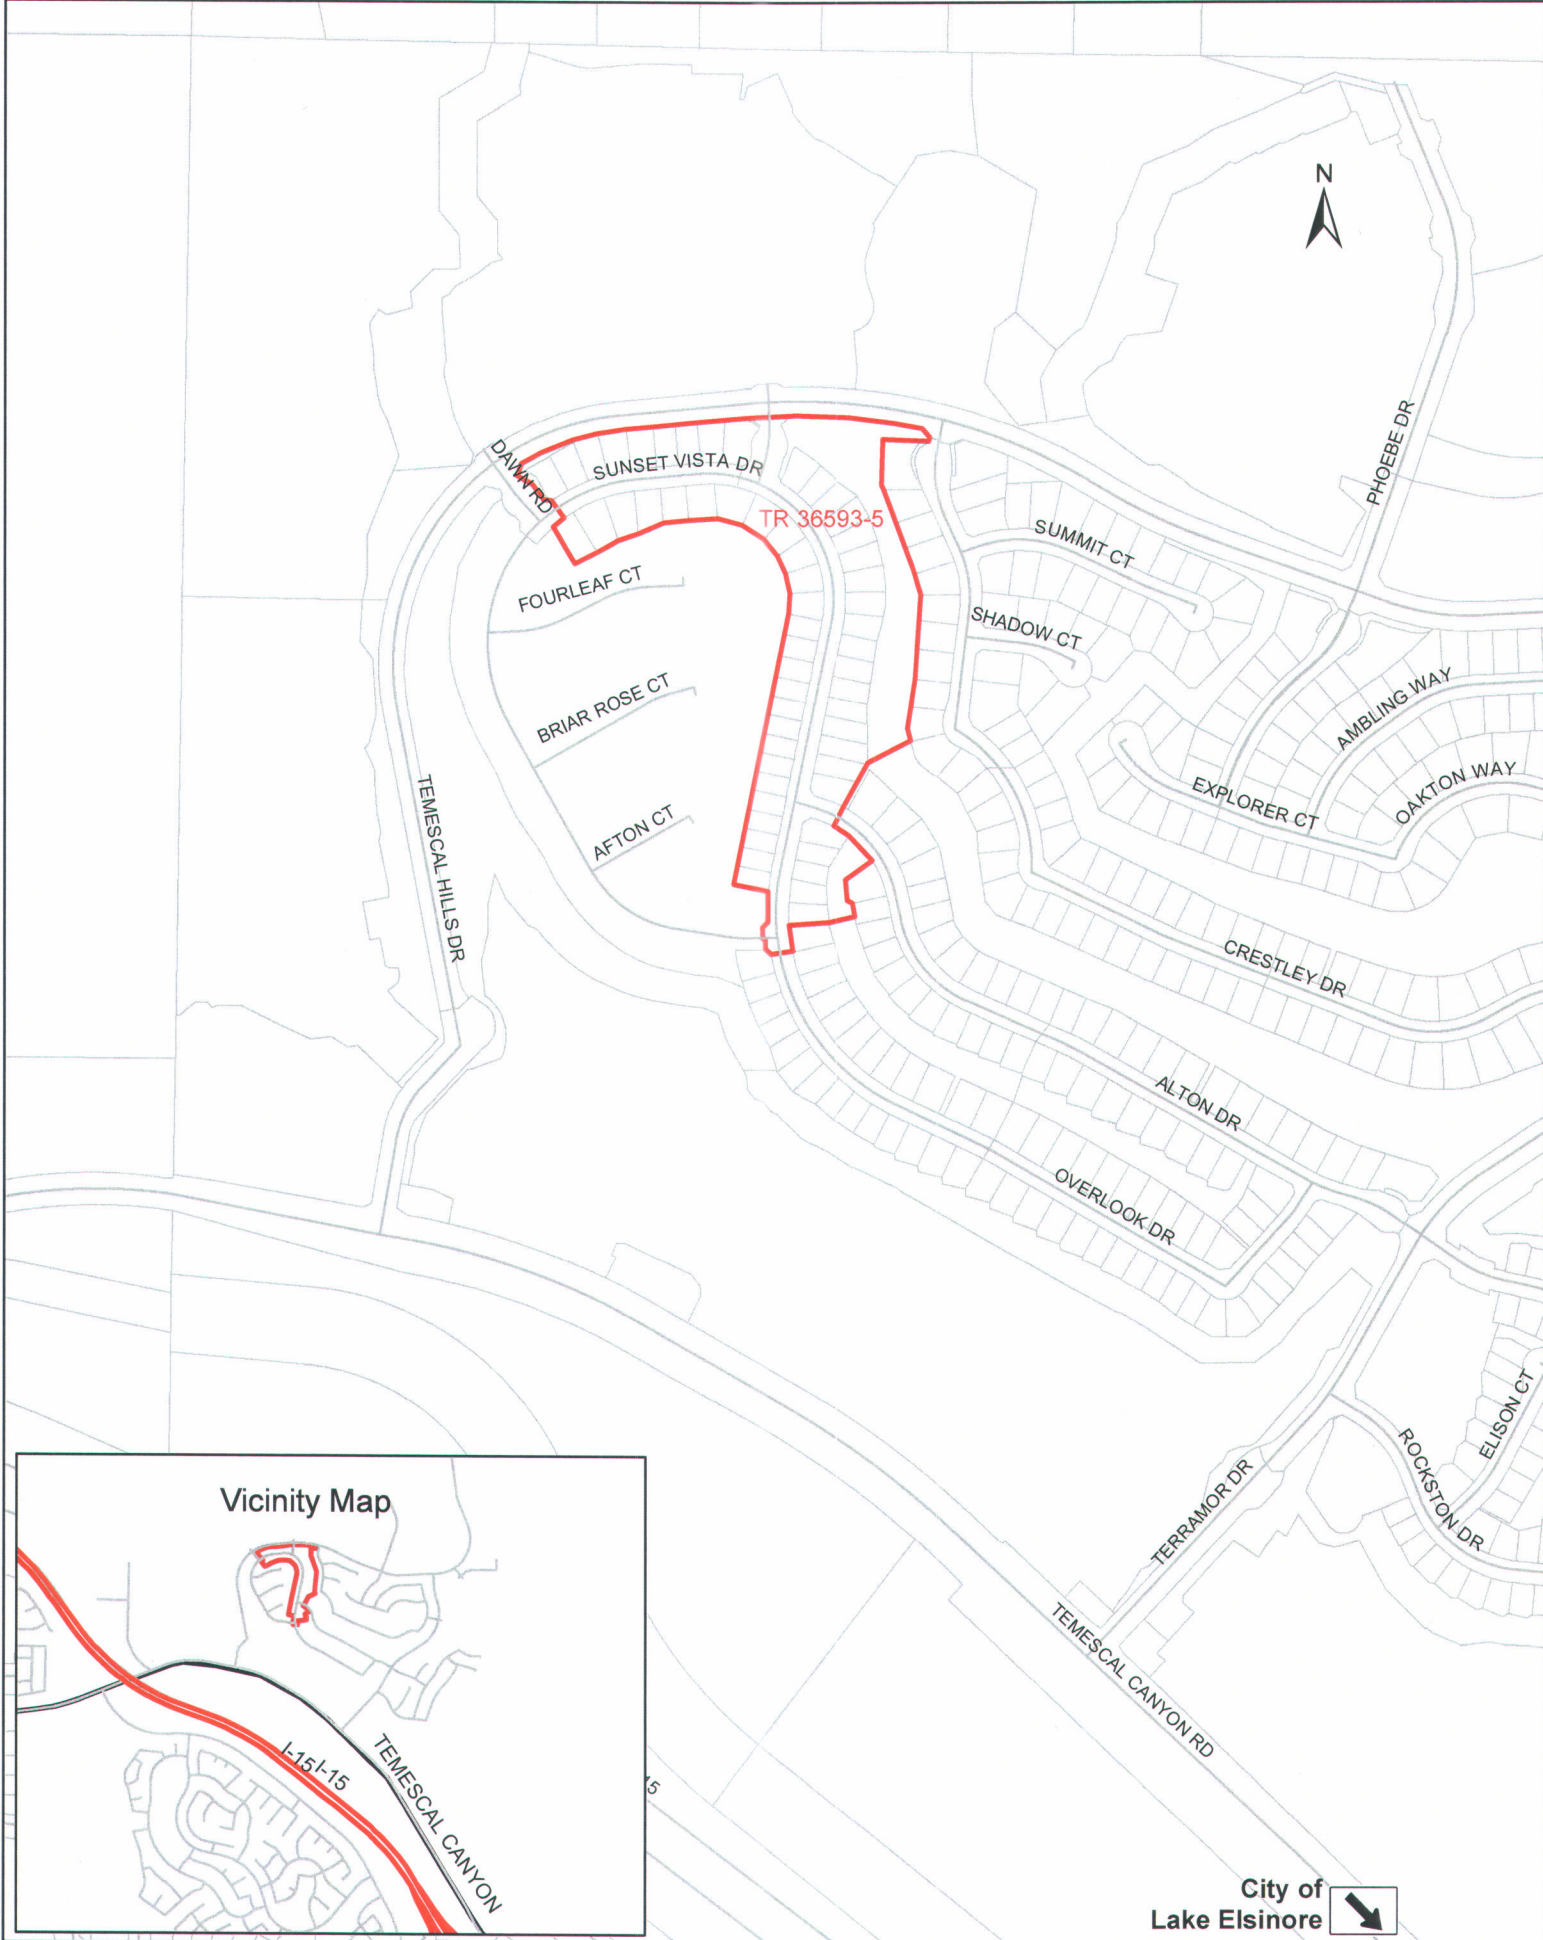 N
PHOEBE DR
DAWN RD
SUNSET VISTA DR
TR 36593-5
SUMMIT CT
FOURLEAF CT
SHADOW CT
BRIAR ROSE CT
AMBLING WAY
OAKTON WAY
EXPLORER CT
TEMESCAL HILLS DR
AFTON CT
CRESTLEY DR
ALTON DR
OVERLOOK DR
ELISON CT
ROCKSTON DR
TERRAMOR DR
TEMESCAL CANYON RD
Vicinity Map
I-15
I-15
TEMESCAL CANYON
15
City of
Lake Elsinore